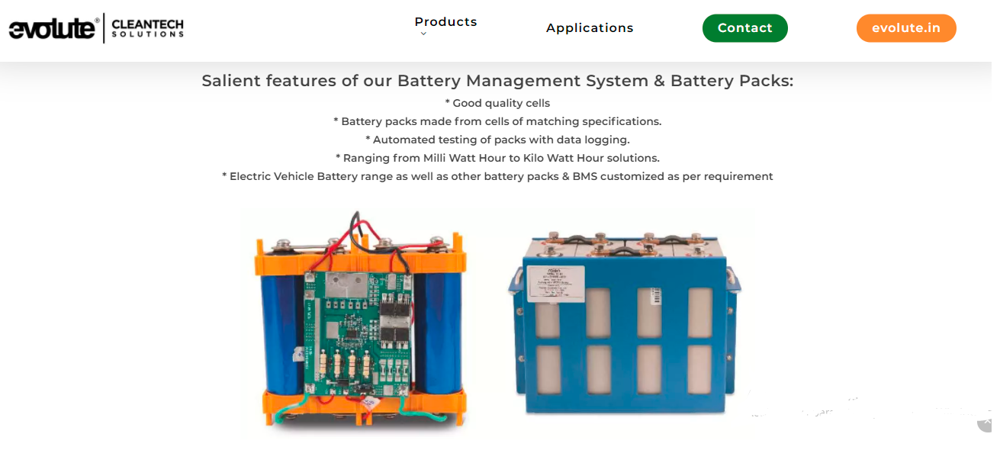 evolute® CLEANTECH
SOLUTIONS
Products
Applications
Contact
evolute.in
Salient features of our Battery Management System & Battery Packs:
* Good quality cells
* Battery packs made from cells of matching specifications.
* Automated testing of packs with data logging.
* Ranging from Milli Watt Hour to Kilo Watt Hour solutions.
* Electric Vehicle Battery range as well as other battery packs & BMS customized as per requirement